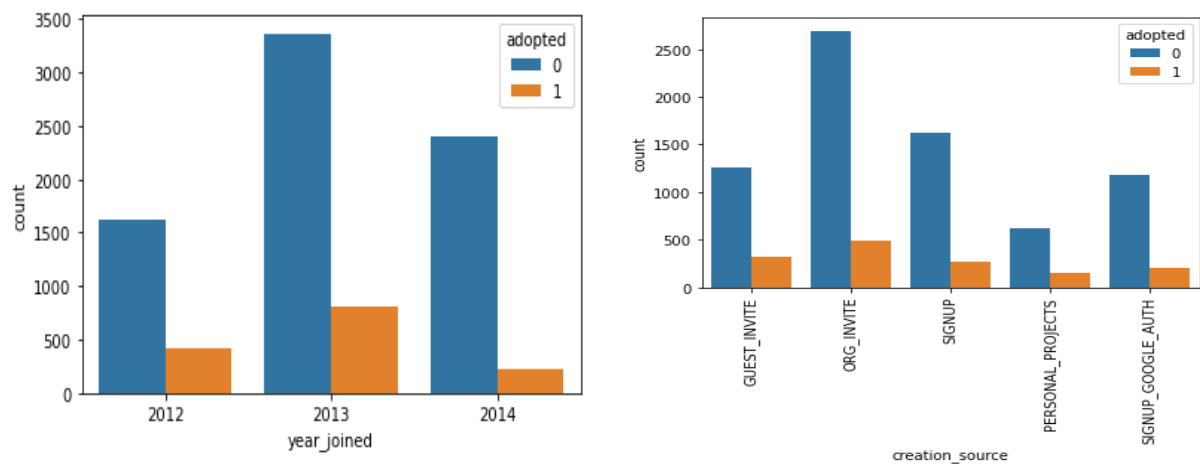 3500
3000
2500
2000
1500
1000
500
0
count
adopted
0
1
2012
2013
2014
year_joined
2500
2000
1500
1000
500
0
count
adopted
0
1
GUEST_INVITE
ORG_INVITE
SIGNUP
PERSONAL_PROJECTS
SIGNUP_GOOGLE_AUTH
creation_source